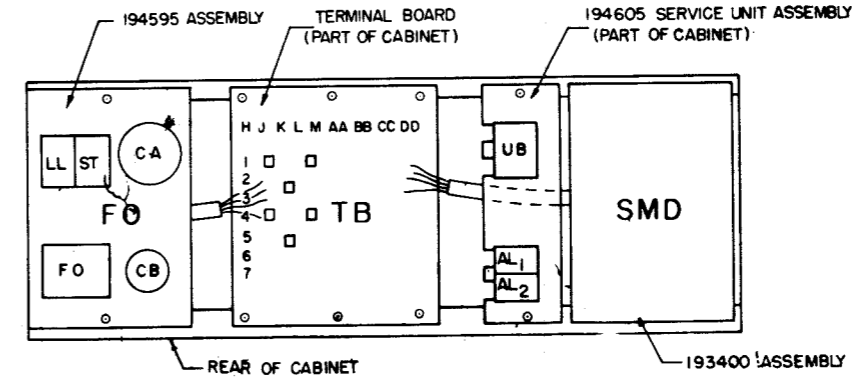 194595 ASSEMBLY
TERMINAL BOARD
(PART OF CABINET)
194605 SERVICE UNIT ASSEMBLY
(PART OF CABINET)
H J K L M AA BB CC DD
LL ST
CA
UB
1
2
3
4
5
6
7
FO
TB
SMD
FO
CB
AL1
AL2
REAR OF CABINET
193400 ASSEMBLY